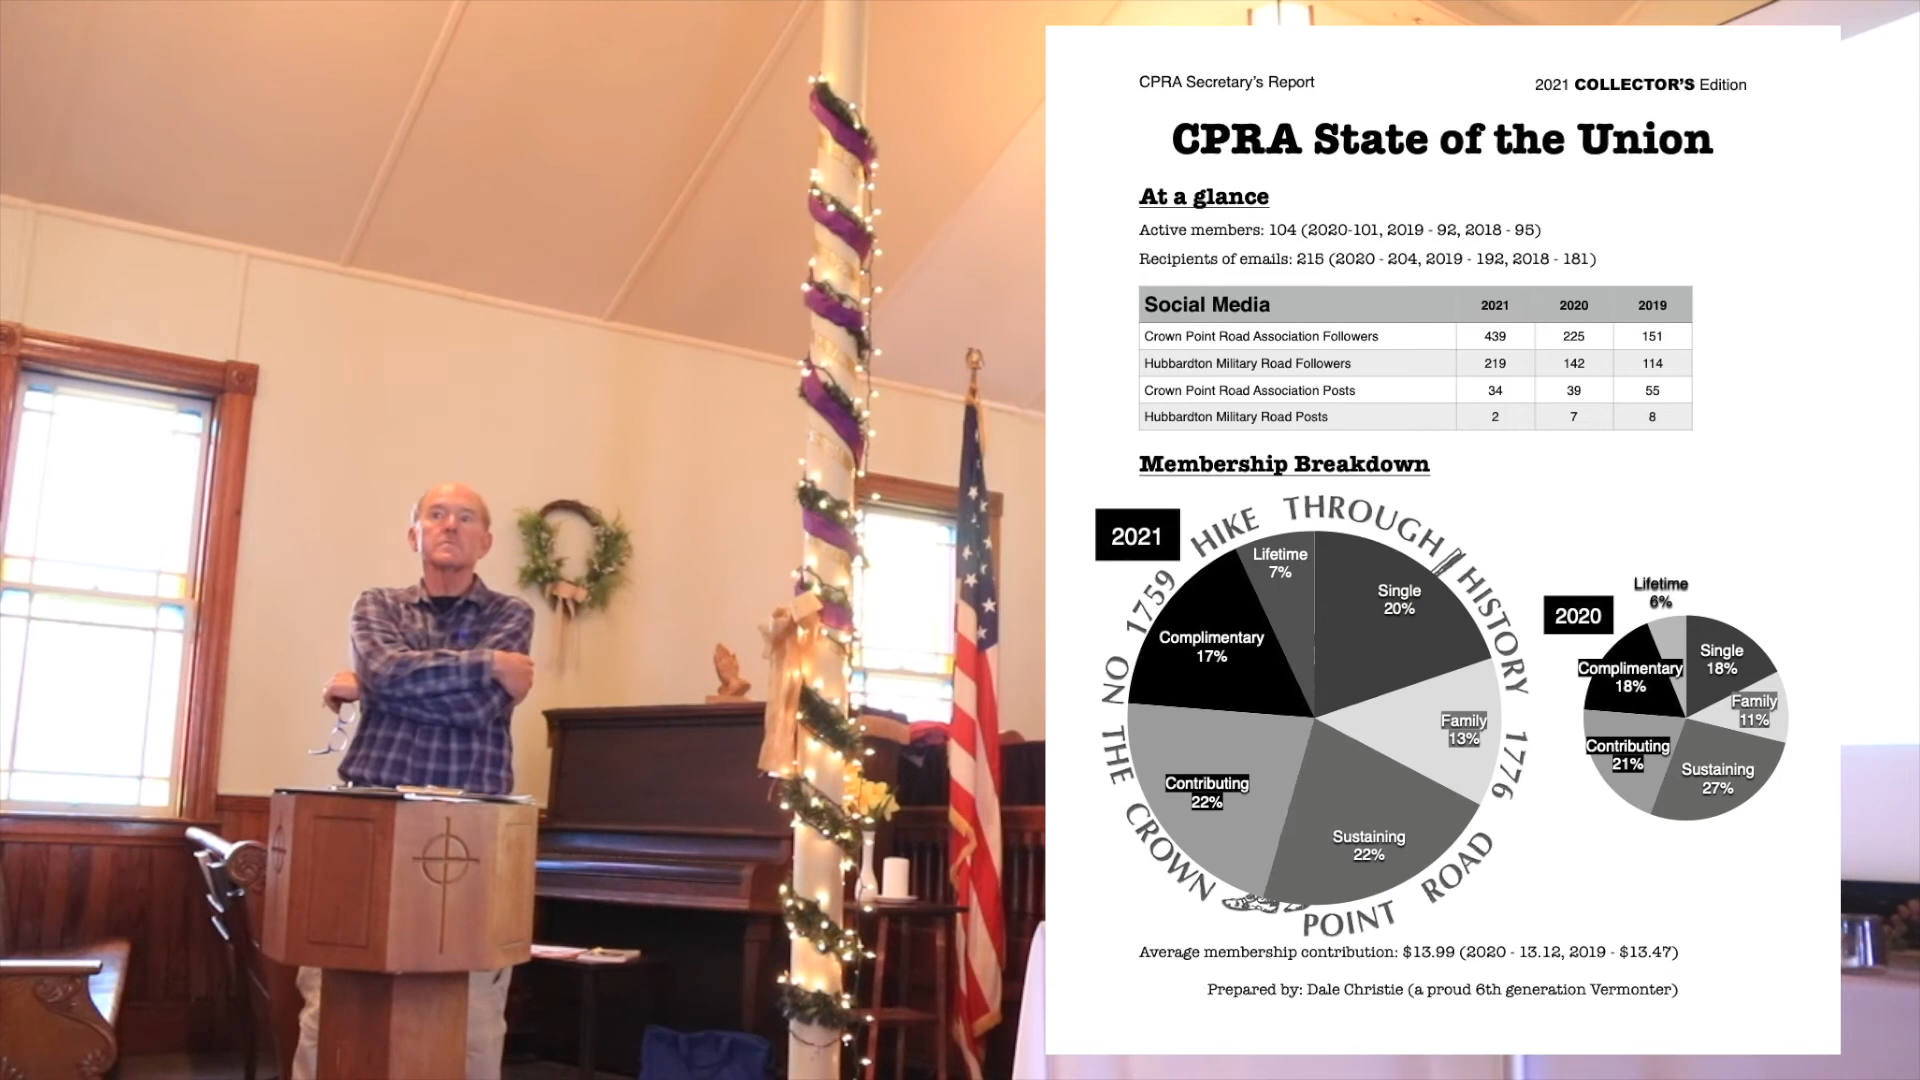 CPRA Secretary's Report
2021 COLLECTOR'S Edition
CPRA State of the Union
At a glance
Active members: 104 (2020-101, 2019 - 92, 2018 - 95)
Recipients of emails: 215 (2020 - 204, 2019 - 192, 2018 - 181)
Social Media 2021 2020 2019
Crown Point Road Association Followers 439 225 151
Hubbardton Military Road Followers 219 142 114
Crown Point Road Association Posts 34 39 55
Hubbardton Military Road Posts 2 7 8
Membership Breakdown
2021
HIKE THROUGH HISTORY 1776
NO 1759
THE CROWN POINT ROAD
Lifetime
7%
Single
20%
Complimentary
17%
Family
13%
Contributing
22%
Sustaining
22%
2020
Lifetime
6%
Single
18%
Complimentary
18%
Family
11%
Contributing
21%
Sustaining
27%
Average membership contribution: $13.99 (2020 - 13.12, 2019 - $13.47)
Prepared by: Dale Christie (a proud 6th generation Vermonter)